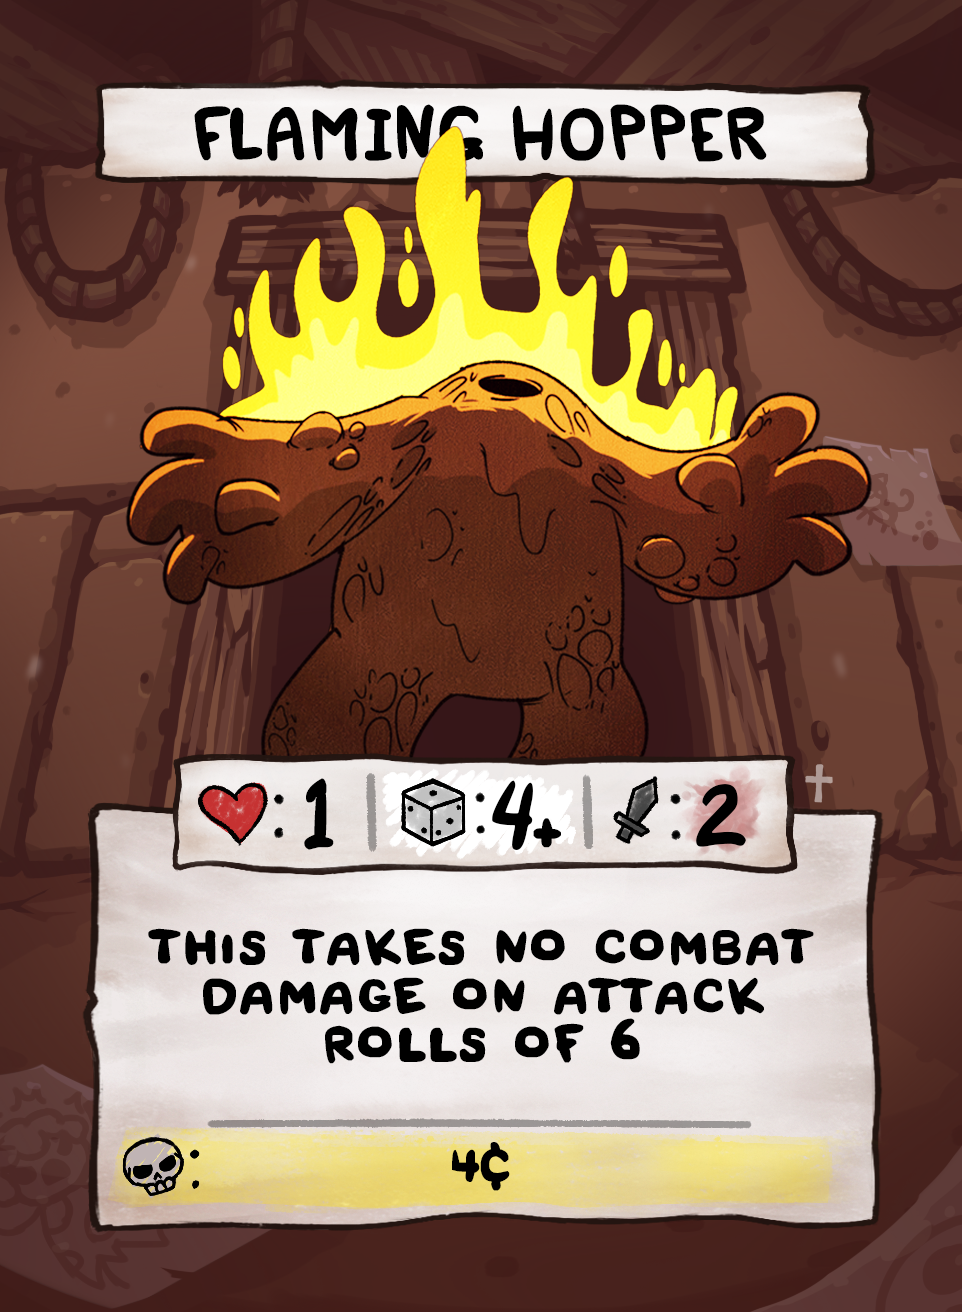 FLAMING HOPPER
: 1 | : 4+ | : 2
THIS TAKES NO COMBAT
DAMAGE ON ATTACK
ROLLS OF 6
: 4¢